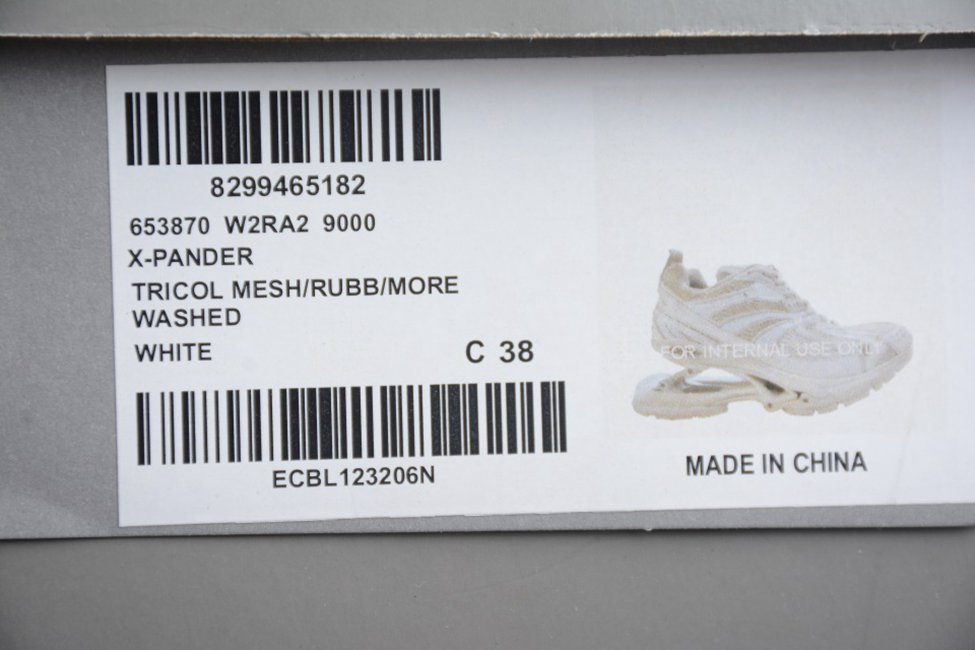 8299465182
653870 W2RA2 9000
X-PANDER
TRICOL MESH/RUBB/MORE
WASHED
WHITE C 38
ECBL123206N
FOR INTERNAL USE ONLY
MADE IN CHINA